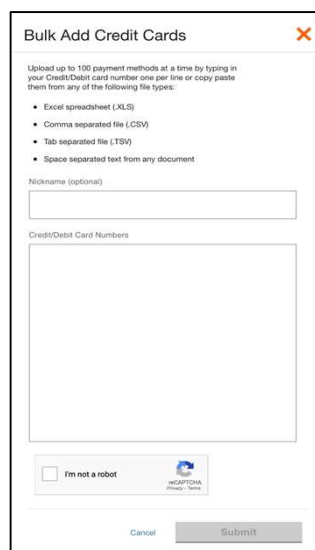 Bulk Add Credit Cards
Upload up to 100 payment methods at a time by typing in
your Credit/Debit card number one per line or copy paste
them from any of the following file types:
• Excel spreadsheet (.XLS)
• Comma separated file (.CSV)
• Tab separated file (.TSV)
• Space separated text from any document
Nickname (optional)
Credit/Debit Card Numbers
I'm not a robot
reCAPTCHA
Privacy - Terms
Cancel
Submit